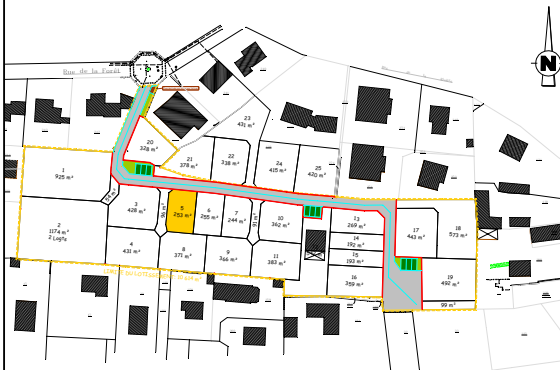 N
Rue de la Forêt
23
431 m²
20
328 m²
21
378 m²
22
338 m²
24
415 m²
25
420 m²
1
925 m²
2
1174 m²
2 Logts
3
428 m²
4
431 m²
5
253 m²
6
255 m²
7
244 m²
8
371 m²
9
366 m²
10
362 m²
11
383 m²
13
269 m²
14
192 m²
15
193 m²
16
359 m²
17
443 m²
18
573 m²
19
492 m²
99 m²